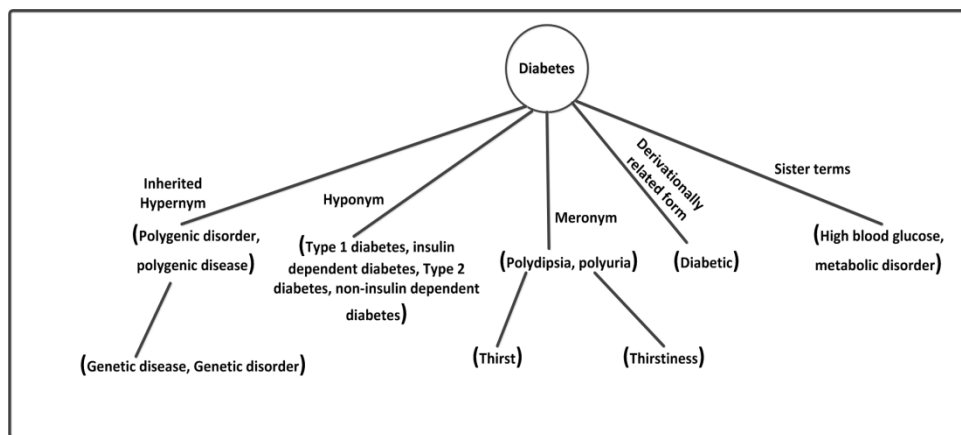 Diabetes
Inherited
Hypernym
Hyponym
Meronym
Derivationally
related form
Sister terms
(Polygenic disorder,
polygenic disease)
(Type 1 diabetes, insulin
dependent diabetes, Type 2
diabetes, non-insulin dependent
diabetes)
(Polydipsia, polyuria)
(Diabetic)
(High blood glucose,
metabolic disorder)
(Genetic disease, Genetic disorder)
(Thirst)
(Thirstiness)